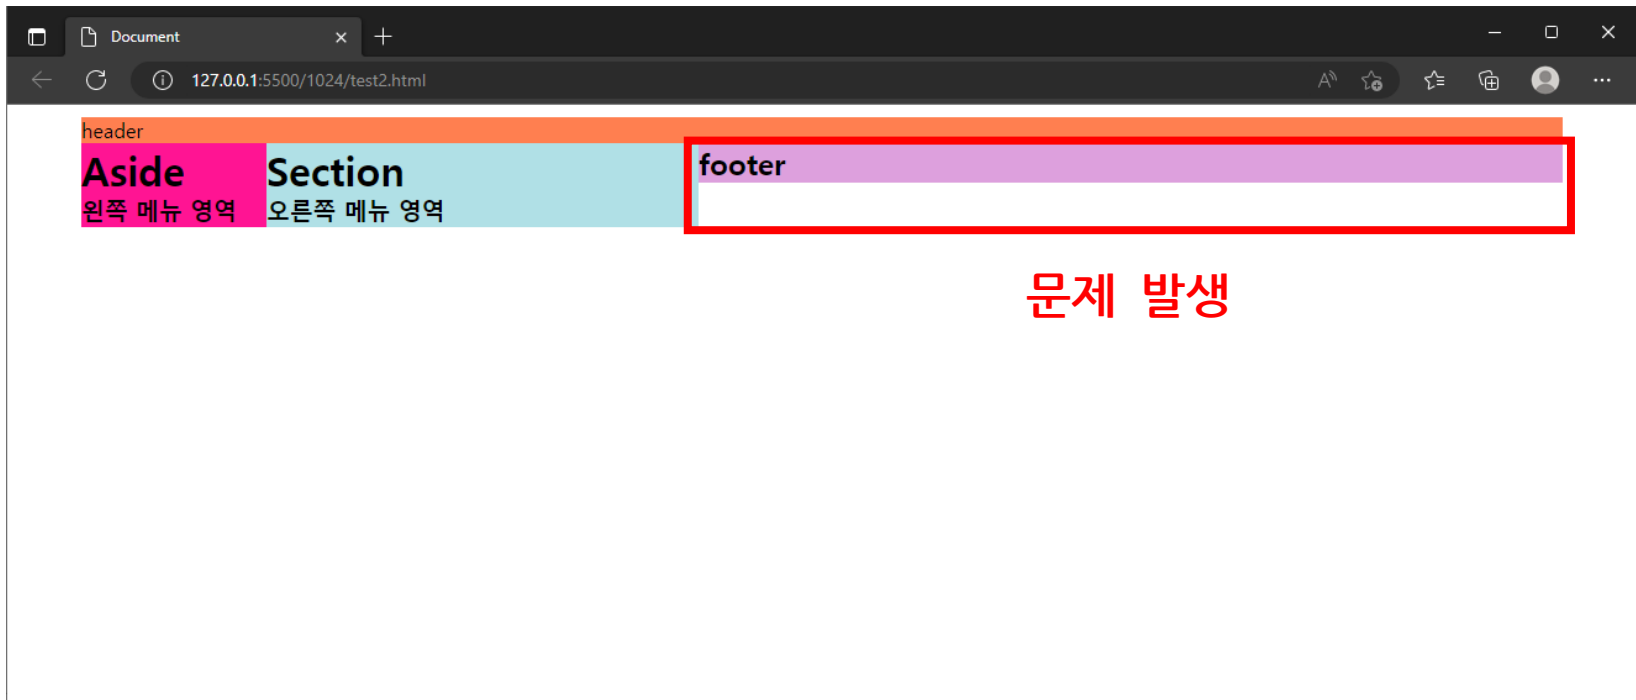 Document
127.0.0.1:5500/1024/test2.html
header
Aside
왼쪽 메뉴 영역
Section
오른쪽 메뉴 영역
footer
문제 발생